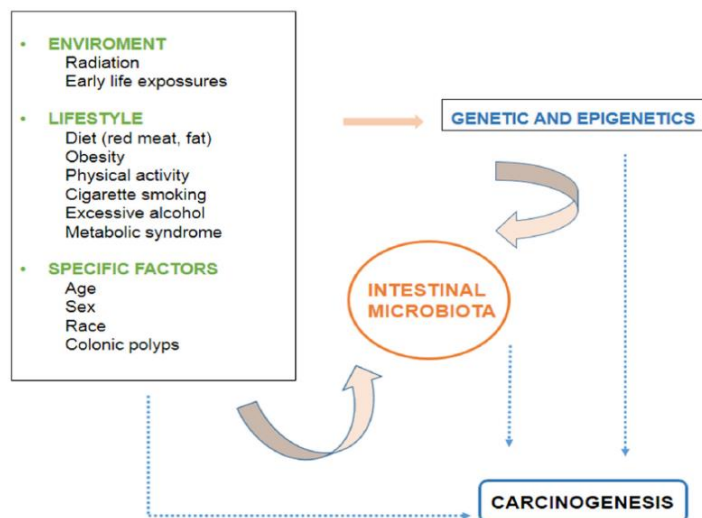 • ENVIROMENT
Radiation
Early life expossures
• LIFESTYLE
Diet (red meat, fat)
Obesity
Physical activity
Cigarette smoking
Excessive alcohol
Metabolic syndrome
• SPECIFIC FACTORS
Age
Sex
Race
Colonic polyps
GENETIC AND EPIGENETICS
INTESTINAL
MICROBIOTA
CARCINOGENESIS